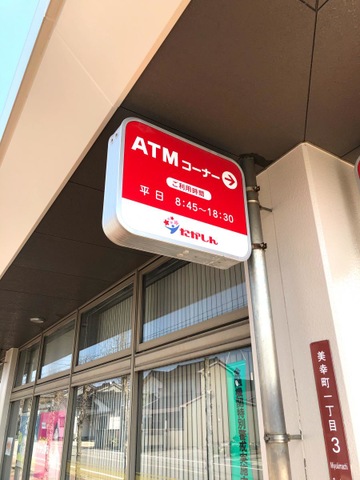 ATMコーナー
ご利用時間
平日 8:45～18:30
たかしん
美幸町一丁目
3
Miyukimachi